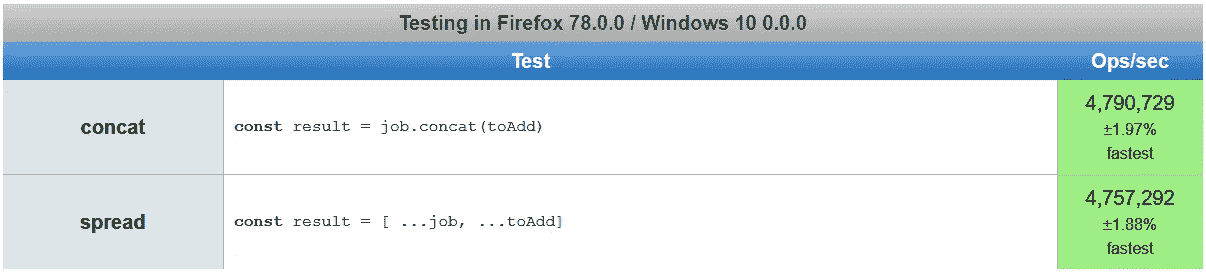 Testing in Firefox 78.0.0 / Windows 10 0.0.0
Test Ops/sec
concat const result = job.concat(toAdd) 4,790,729
±1.97%
fastest
spread const result = [ ...job, ...toAdd] 4,757,292
±1.88%
fastest